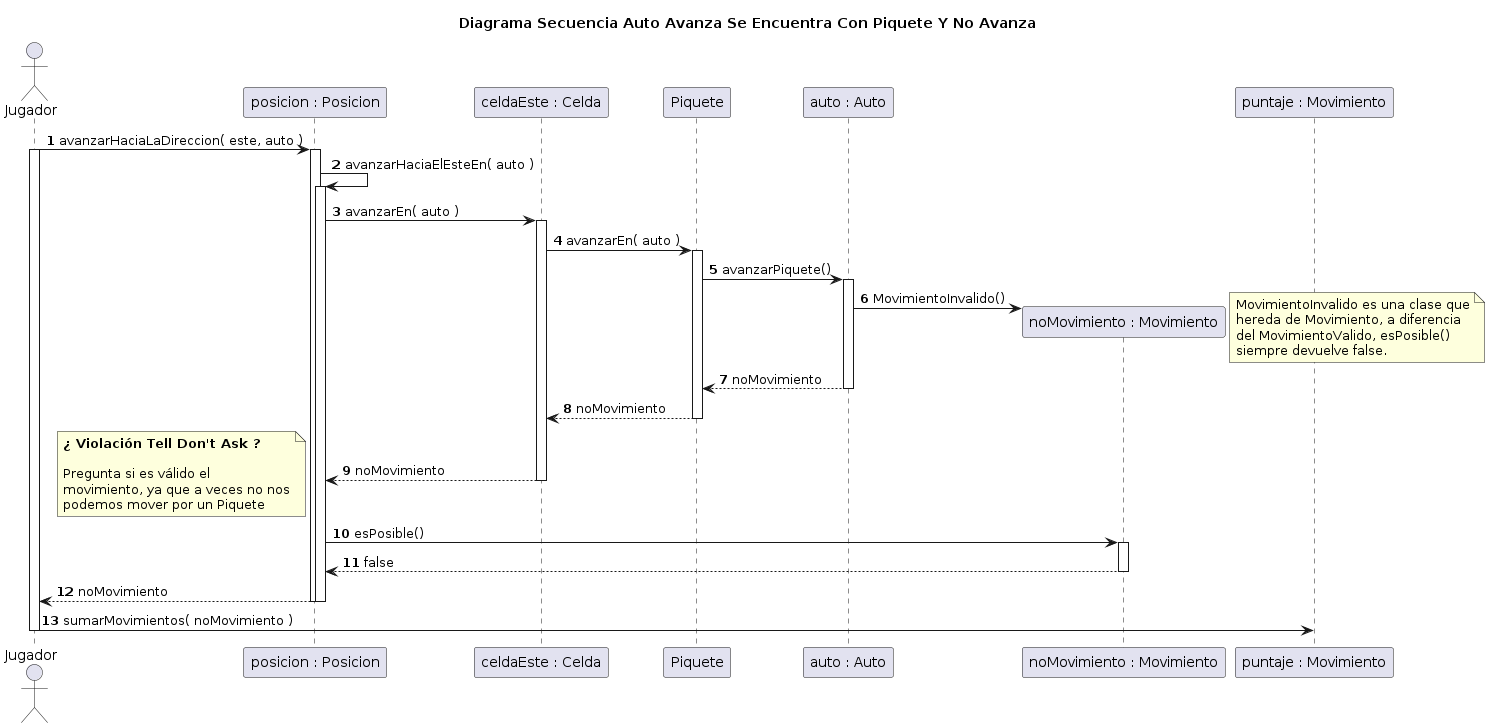 Diagrama Secuencia Auto Avanza Se Encuentra Con Piquete Y No Avanza
Jugador
posicion : Posicion
celdaEste : Celda
Piquete
auto : Auto
puntaje : Movimiento
1 avanzarHaciaLaDireccion( este, auto )
2 avanzarHaciaElEsteEn( auto )
3 avanzarEn( auto )
4 avanzarEn( auto )
5 avanzarPiquete()
6 MovimientoInvalido()
noMovimiento : Movimiento
MovimientoInvalido es una clase que
hereda de Movimiento, a diferencia
del MovimientoValido, esPosible()
siempre devuelve false.
7 noMovimiento
8 noMovimiento
¿ Violación Tell Don't Ask ?
Pregunta si es válido el
movimiento, ya que a veces no nos
podemos mover por un Piquete
9 noMovimiento
10 esPosible()
11 false
12 noMovimiento
13 sumarMovimientos( noMovimiento )
Jugador
posicion : Posicion
celdaEste : Celda
Piquete
auto : Auto
noMovimiento : Movimiento
puntaje : Movimiento